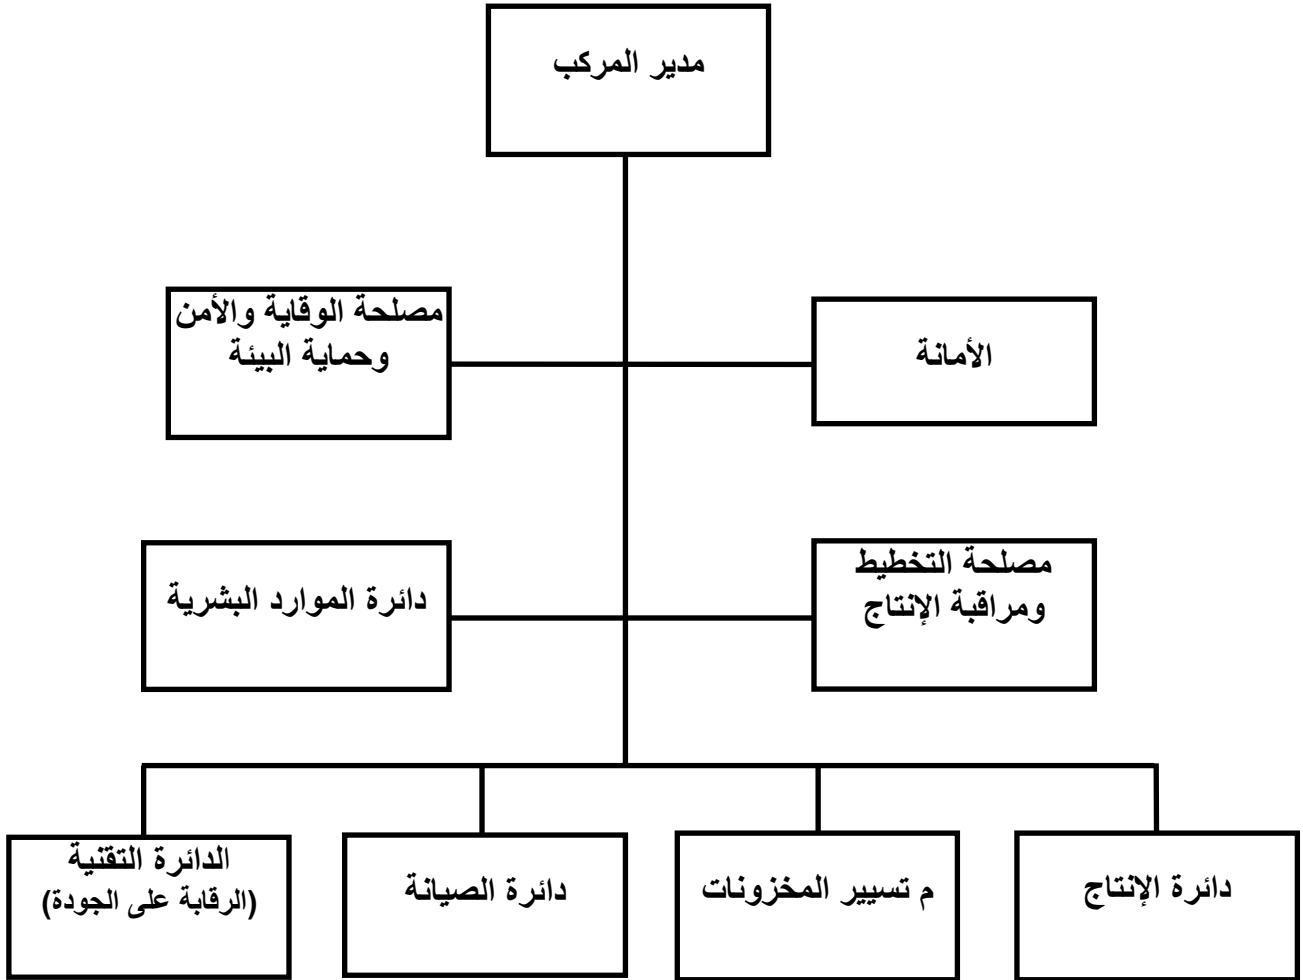 مدير المركب
الأمانة
مصلحة الوقاية والأمن
وحماية البيئة
مصلحة التخطيط
ومراقبة الإنتاج
دائرة الموارد البشرية
دائرة الإنتاج
م تسيير المخزونات
دائرة الصيانة
الدائرة التقنية
(الرقابة على الجودة)